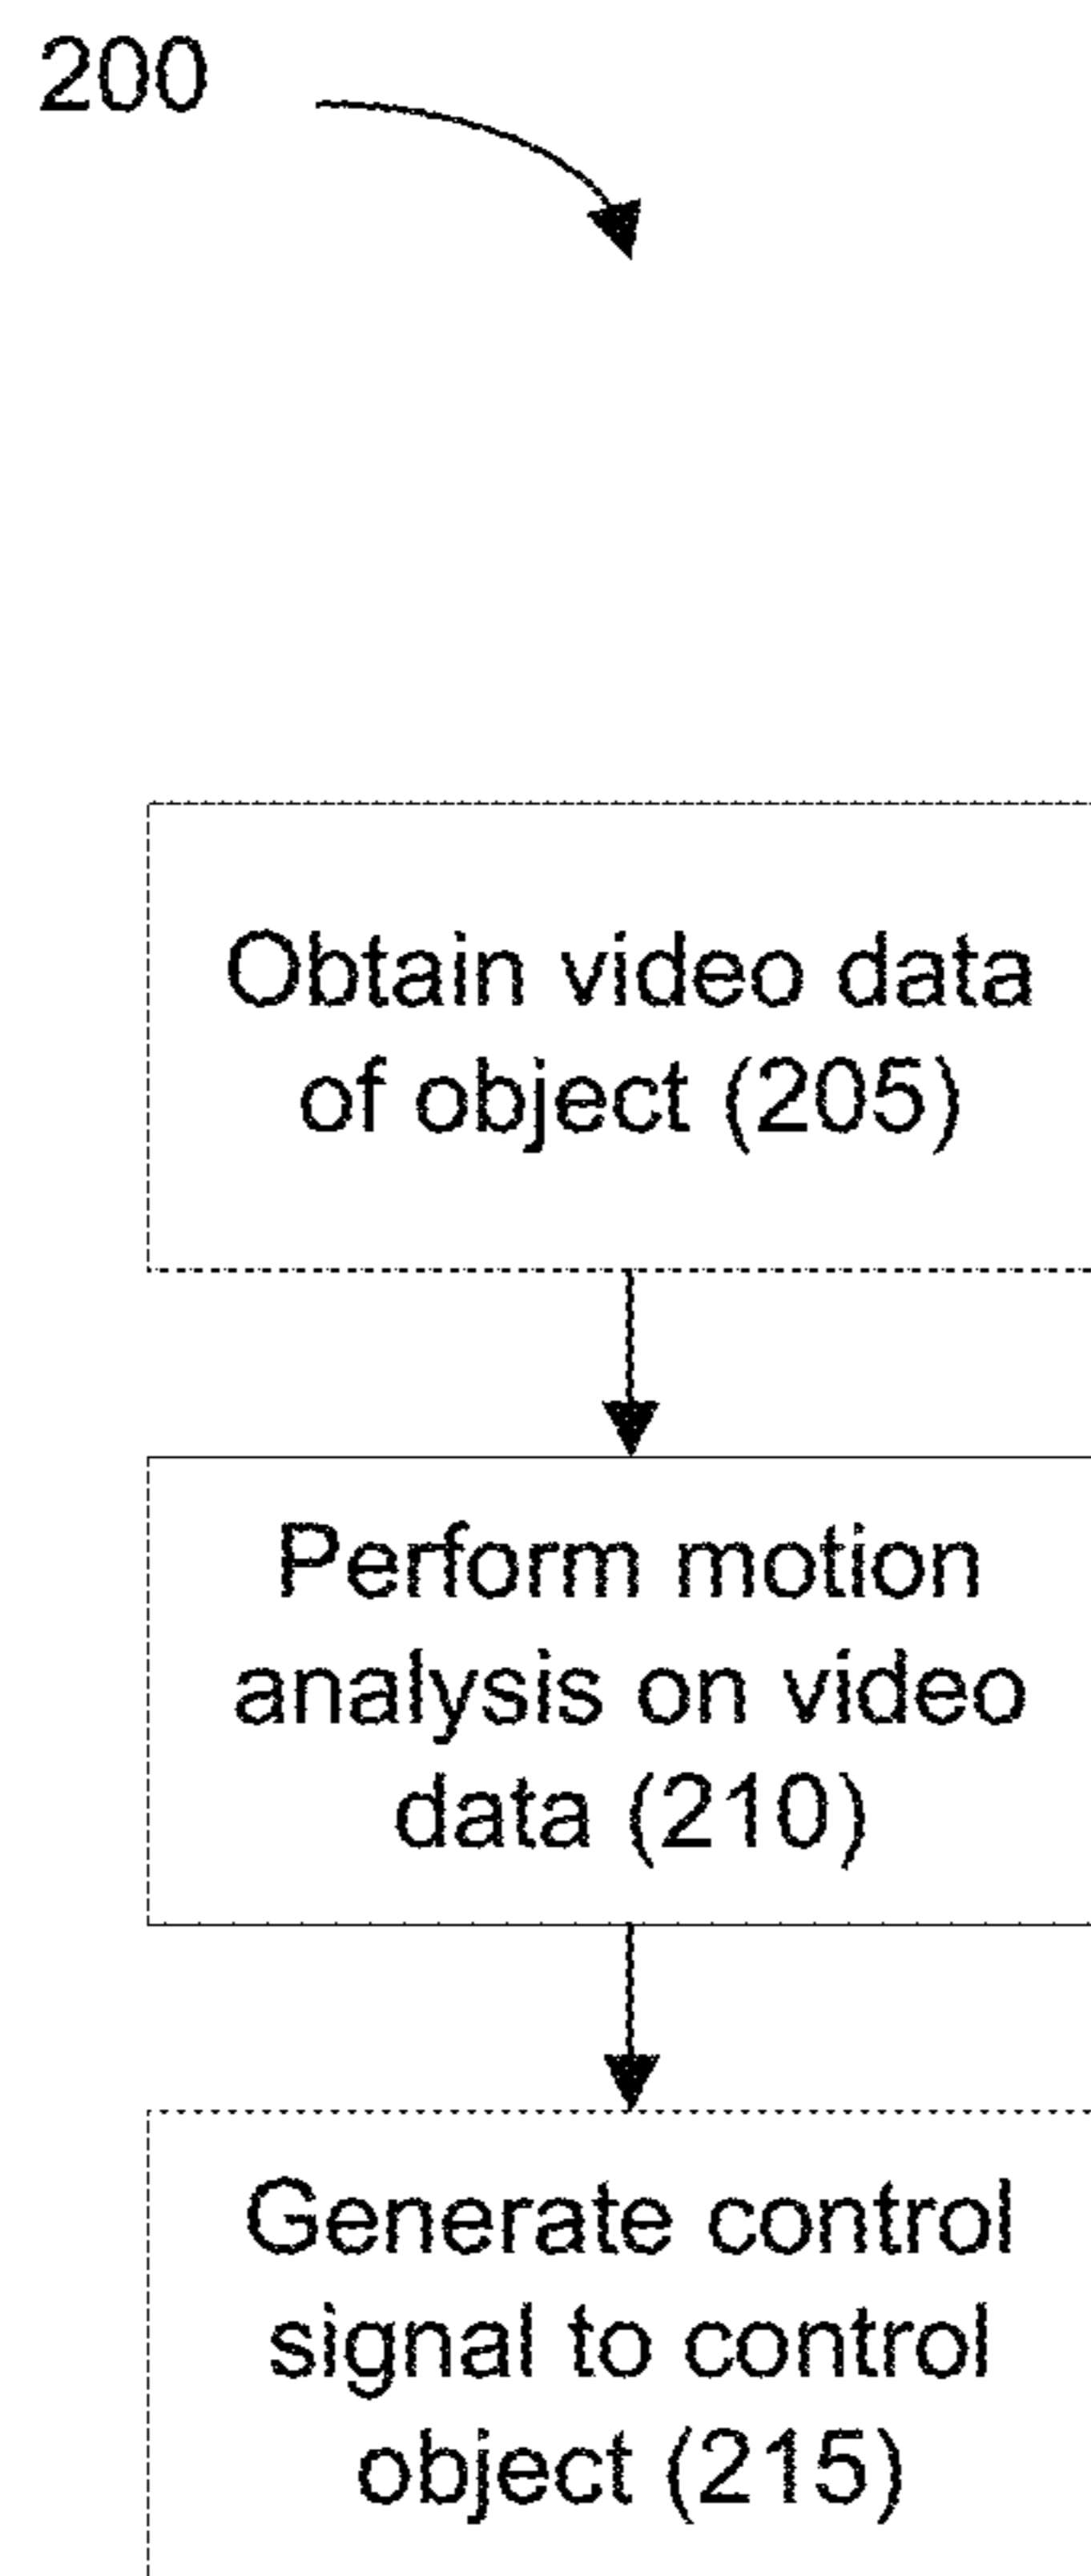 200
Obtain video data
of object (205)
Perform motion
analysis on video
data (210)
Generate control
signal to control
object (215)